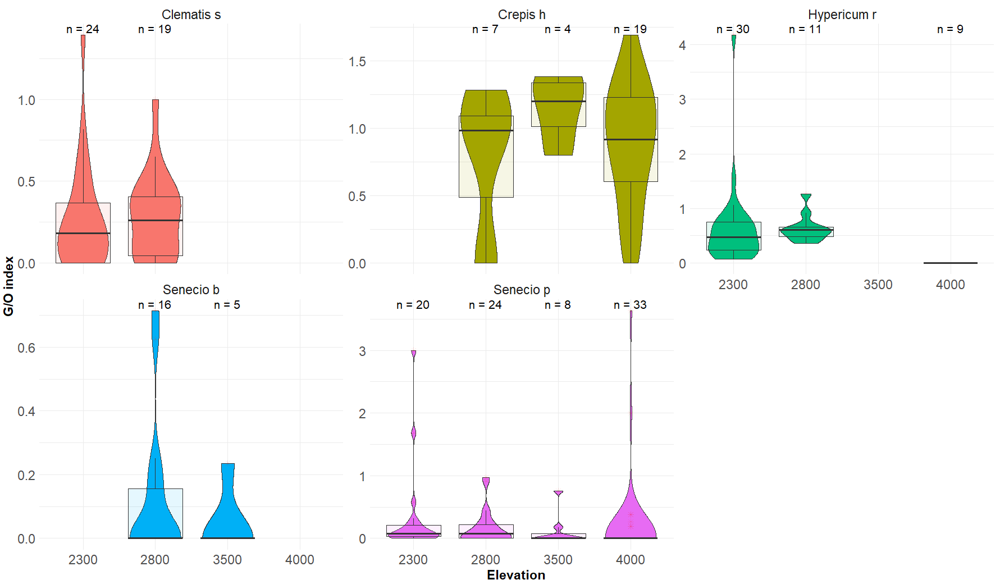 Clematis s
Crepis h
Hypericum r
n = 24
n = 19
n = 7
n = 4
n = 19
n = 30
n = 11
n = 9
1.0
0.5
0.0
1.5
1.0
0.5
0.0
4
3
2
1
0
2300
2800
3500
4000
Senecio b
Senecio p
n = 16
n = 5
n = 20
n = 24
n = 8
n = 33
0.6
0.4
0.2
0.0
3
2
1
0
2300
2800
3500
4000
2300
2800
3500
4000
G/O index
Elevation